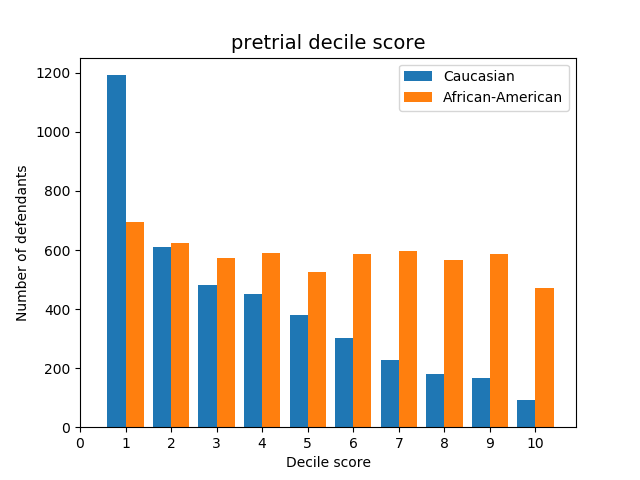 pretrial decile score
Caucasian
African-American
Number of defendants
1200
1000
800
600
400
200
0
0 1 2 3 4 5 6 7 8 9 10
Decile score